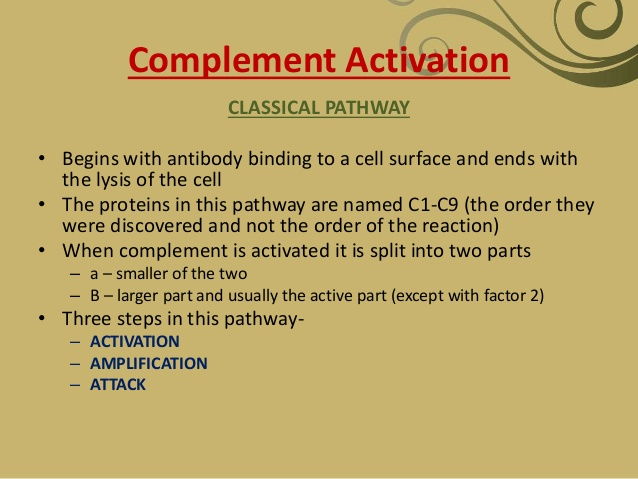 Complement Activation
CLASSICAL PATHWAY
• Begins with antibody binding to a cell surface and ends with
the lysis of the cell
• The proteins in this pathway are named C1-C9 (the order they
were discovered and not the order of the reaction)
• When complement is activated it is split into two parts
– a – smaller of the two
– B – larger part and usually the active part (except with factor 2)
• Three steps in this pathway-
– ACTIVATION
– AMPLIFICATION
– ATTACK